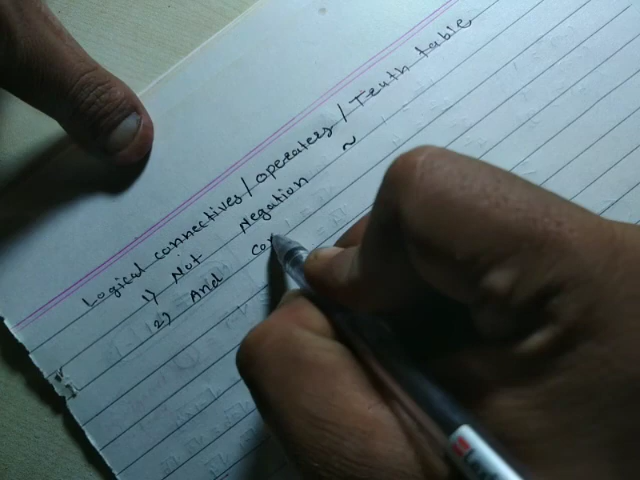 Logical connectives/operators/Truth table
1) Not Negation ~
2) And Co